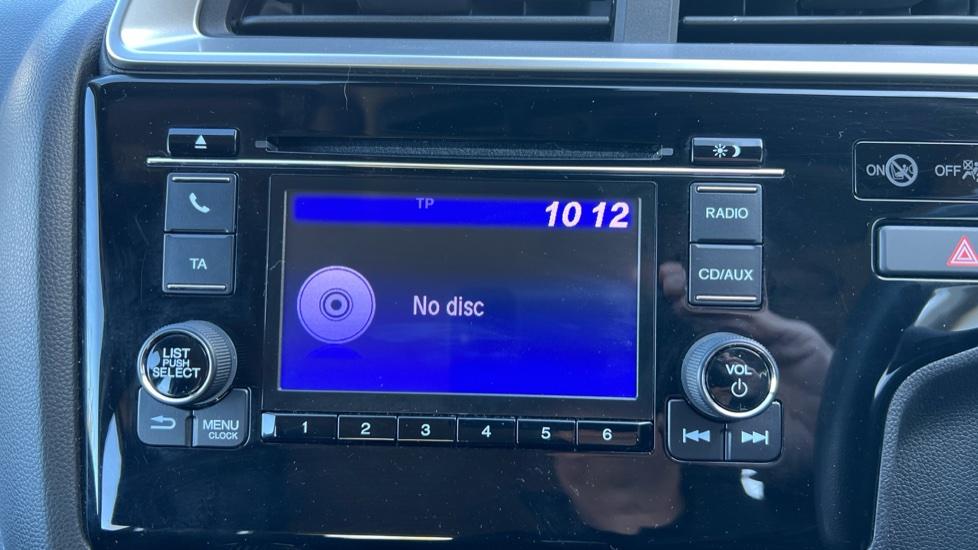 TP 10 12
No disc
TA
LIST
PUSH
SELECT
MENU
CLOCK
1 2 3 4 5 6
RADIO
CD/AUX
VOL
ON OFF